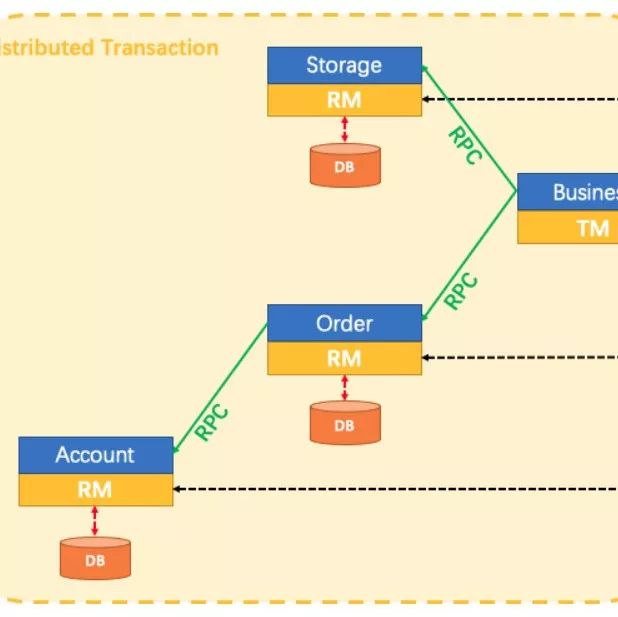 istributed Transaction
Storage
RM
DB
RPC
Busines
TM
RPC
Order
RM
DB
RPC
Account
RM
DB